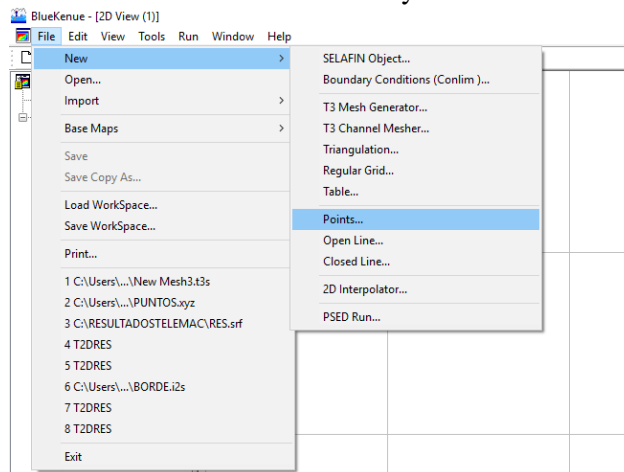 BlueKenue - [2D View (1)]
File Edit View Tools Run Window Help
New >
Open...
Import >
Base Maps >
Save
Save Copy As...
Load WorkSpace...
Save WorkSpace...
Print...
1 C:\Users\...\New Mesh3.t3s
2 C:\Users\...\PUNTOS.xyz
3 C:\RESULTADOSTELEMAC\RES.srf
4 T2DRES
5 T2DRES
6 C:\Users\...\BORDE.i2s
7 T2DRES
8 T2DRES
Exit
SELAFIN Object...
Boundary Conditions (Conlim )...
T3 Mesh Generator...
T3 Channel Mesher...
Triangulation...
Regular Grid...
Table...
Points...
Open Line...
Closed Line...
2D Interpolator...
PSED Run...